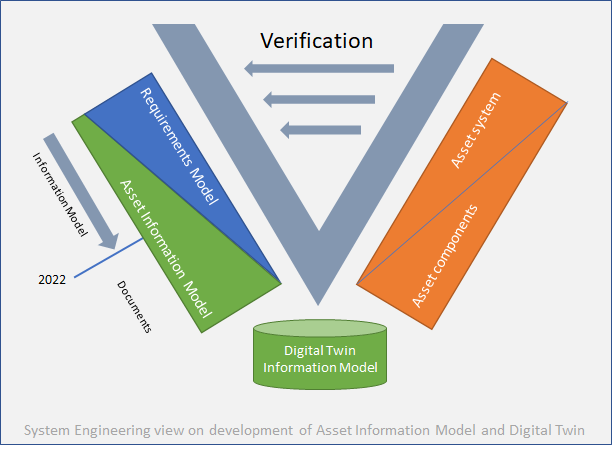 Verification
Requirements Model
Asset Information Model
Information Model
2022
Documents
Asset system
Asset components
Digital Twin
Information Model
System Engineering view on development of Asset Information Model and Digital Twin